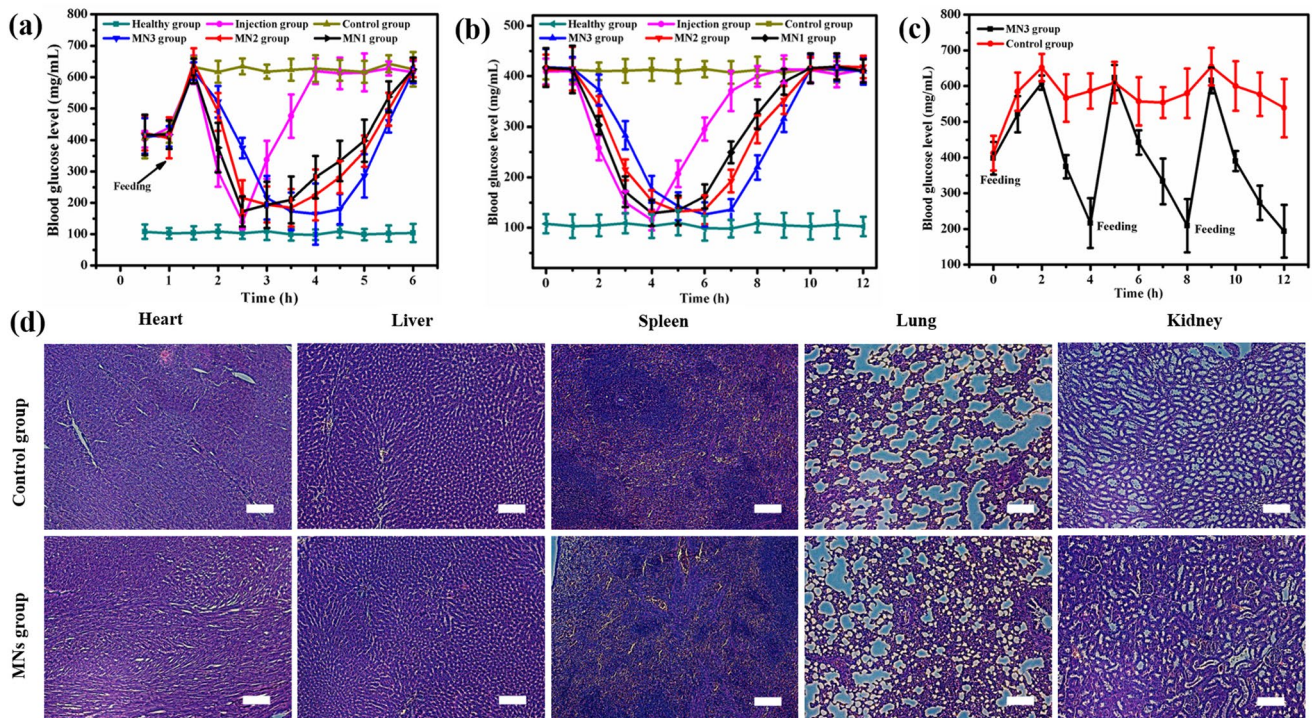 (a)
Healthy group Injection group Control group
MN3 group MN2 group MN1 group
Blood glucose level (mg/mL)
800
700
600
500
400
300
200
100
0
Feeding
0 1 2 3 4 5 6
Time (h)
(b)
Healthy group Injection group Control group
MN3 group MN2 group MN1 group
Blood glucose level (mg/mL)
500
400
300
200
100
0 2 4 6 8 10 12
Time (h)
(c)
MN3 group
Control group
Blood glucose level (mg/mL)
800
700
600
500
400
300
200
100
Feeding
Feeding
Feeding
0 2 4 6 8 10 12
Time (h)
(d)
Heart Liver Spleen Lung Kidney
Control group
MNs group